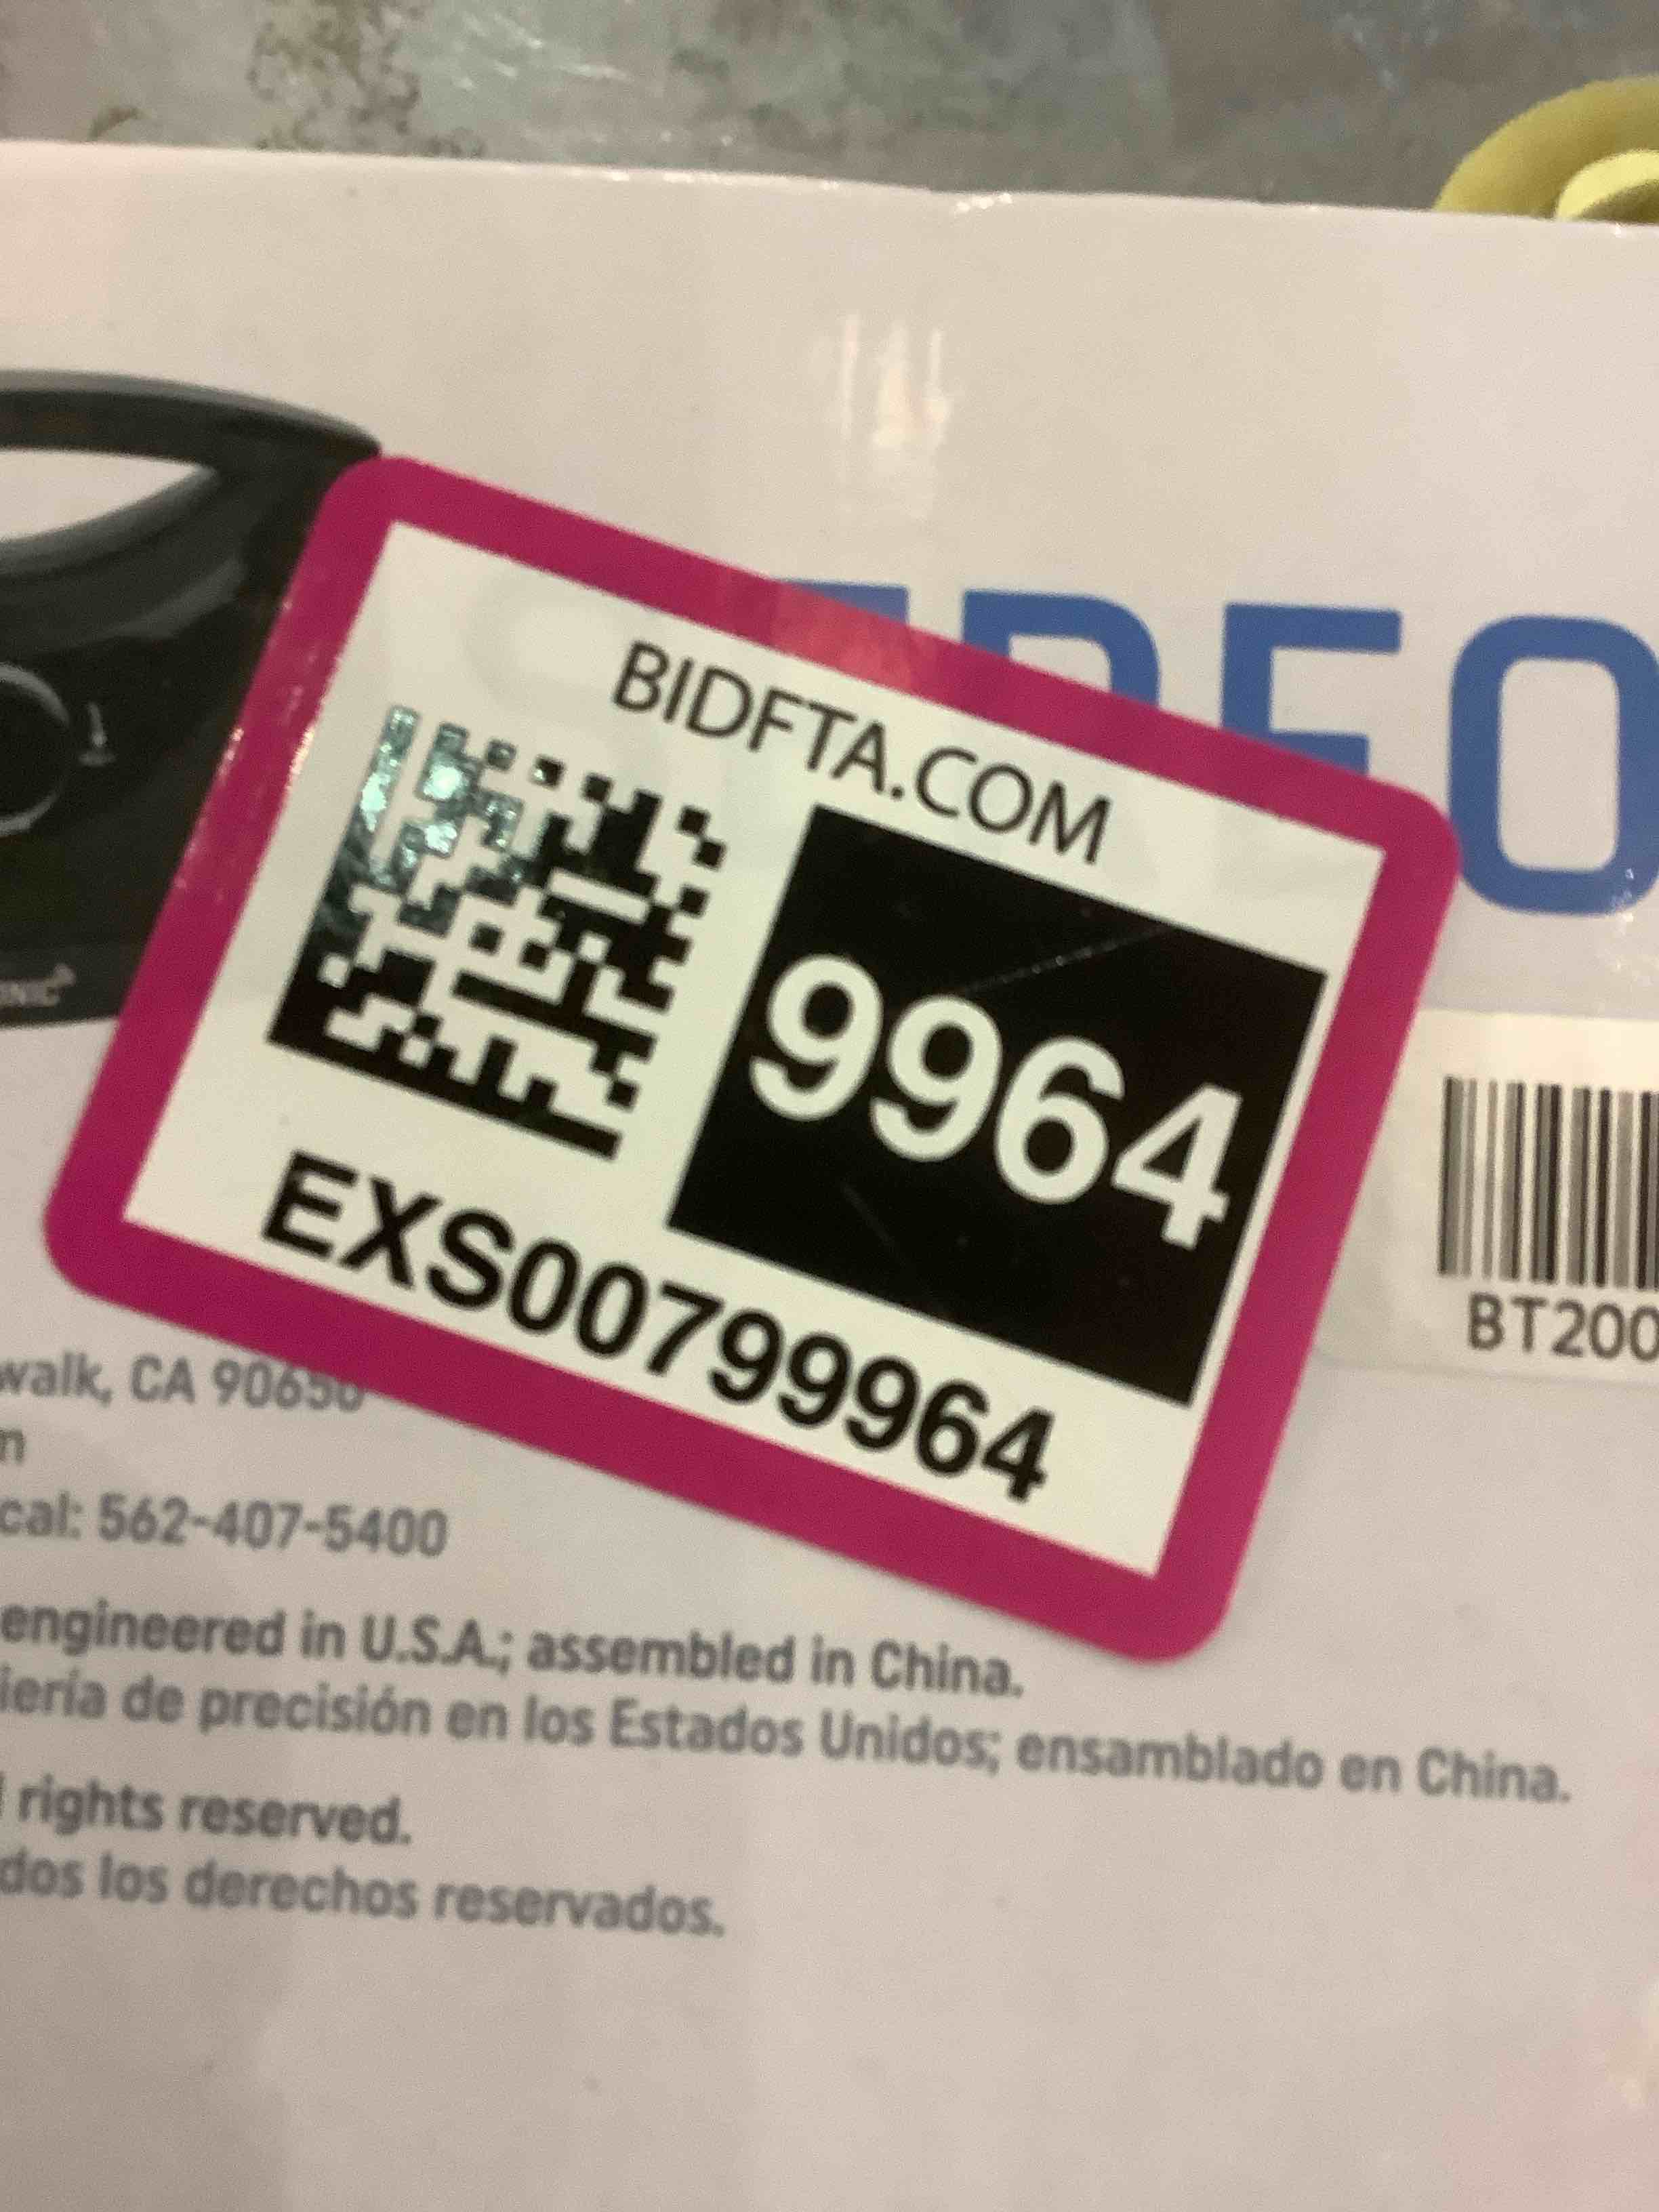 BIDFTA.COM
9964
EXS00799964
BT200
walk, CA 90650
cal: 562-407-5400
engineered in U.S.A.; assembled in China.
iería de precisión en los Estados Unidos; ensamblado en China.
rights reserved.
dos los derechos reservados.